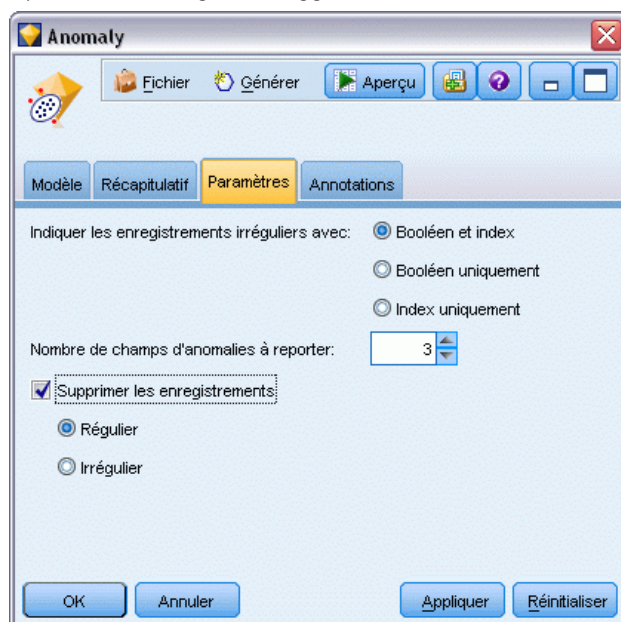 Anomaly
Fichier Générer Aperçu
Modèle Récapitulatif Paramètres Annotations
Indiquer les enregistrements irréguliers avec: Booléen et index
Booléen uniquement
Index uniquement
Nombre de champs d'anomalies à reporter: 3
Supprimer les enregistrements
Régulier
Irrégulier
OK Annuler Appliquer Réinitialiser